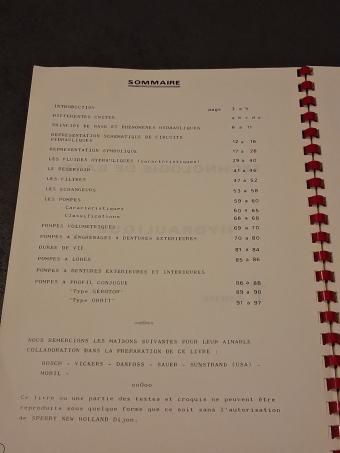 SOMMAIRE
INTRODUCTION page 3 à 5
DIFFERENTES UNITES
PRINCIPE DE BASE ET PHENOMENES HYDRAULIQUES 6 à 11
REPRESENTATION SCHEMATIQUE DE CIRCUITS
HYDRAULIQUES 12 à 16
REPRESENTATION SYMBOLIQUE 17 à 28
LES FLUIDES HYDRAULIQUES (Caractéristiques) 29 à 40
LE RESERVOIR 41 à 46
LES FILTRES 47 à 52
LES ECHANGEURS 53 à 58
LES POMPES 59 à 60
Caractéristiques 60 à 65
Classifications 66 à 68
POMPES VOLUMETRIQUES 69 à 70
POMPES A ENGRENAGES A DENTURES EXTERIEURES 70 à 80
DUREE DE VIE 81 à 84
POMPES A LOBES 85 à 86
POMPES A DENTURES EXTERIEURES ET INTERIEURES
POMPES A PROFIL CONJUGUE 86 à 88
"Type GEROTOR" 89 à 90
"Type ORBIT" 91 à 97
NOUS REMERCIONS LES MAISONS SUIVANTES POUR LEUR AIMABLE
COLLABORATION DANS LA PREPARATION DE CE LIVRE :
BOSCH - VICKERS - DANFOSS - SAUER - SUNSTRAND (USA) -
MOBIL -
ooOoo
Ce livre ou une partie des textes et croquis ne peuvent être
reproduits sous quelque forme que ce soit sans l'autorisation
de SPERRY NEW HOLLAND Dijon.